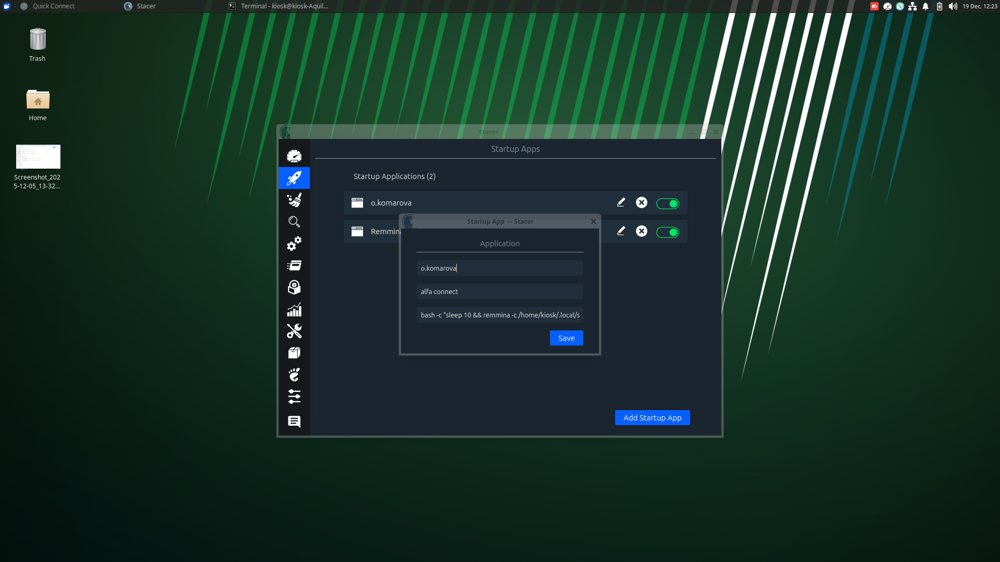 Quick Connect
Stacer
Terminal - kiosk@kiosk-Aquil...
19 Dec, 12:23
Trash
Home
Screenshot_202
5-12-05_13-32...
Stacer
Startup Apps
Startup Applications (2)
o.komarova
Remmina
Startup App — Stacer
Application
o.komarova
alfa connect
bash -c "sleep 10 && remmina -c /home/kiosk/.local/s
Save
Add Startup App